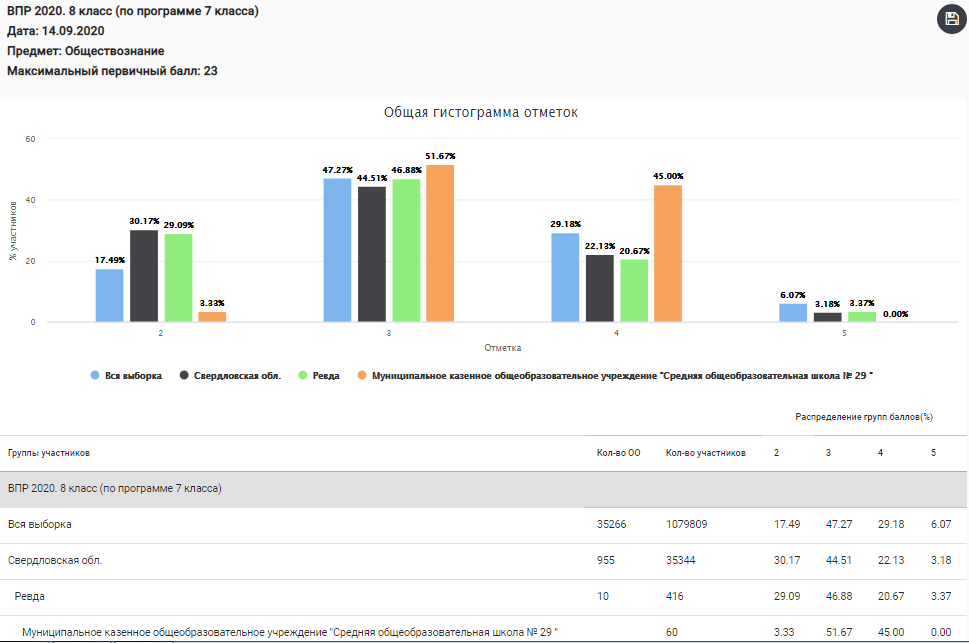 ВПР 2020. 8 класс (по программе 7 класса)
Дата: 14.09.2020
Предмет: Обществознание
Максимальный первичный балл: 23
Общая гистограмма отметок
% участников
60
40
20
0
17.49% 30.17% 29.09% 3.33%
47.27% 44.51% 46.88% 51.67%
29.18% 22.13% 20.67% 45.00%
6.07% 3.18% 3.37% 0.00%
2 3 4 5
Отметка
Вся выборка Свердловская обл. Ревда Муниципальное казенное общеобразовательное учреждение "Средняя общеобразовательная школа № 29 "
Распределение групп баллов(%)
Группы участников Кол-во ОО Кол-во участников 2 3 4 5
ВПР 2020. 8 класс (по программе 7 класса)
Вся выборка 35266 1079809 17.49 47.27 29.18 6.07
Свердловская обл. 955 35344 30.17 44.51 22.13 3.18
Ревда 10 416 29.09 46.88 20.67 3.37
Муниципальное казенное общеобразовательное учреждение "Средняя общеобразовательная школа № 29 " 60 3.33 51.67 45.00 0.00